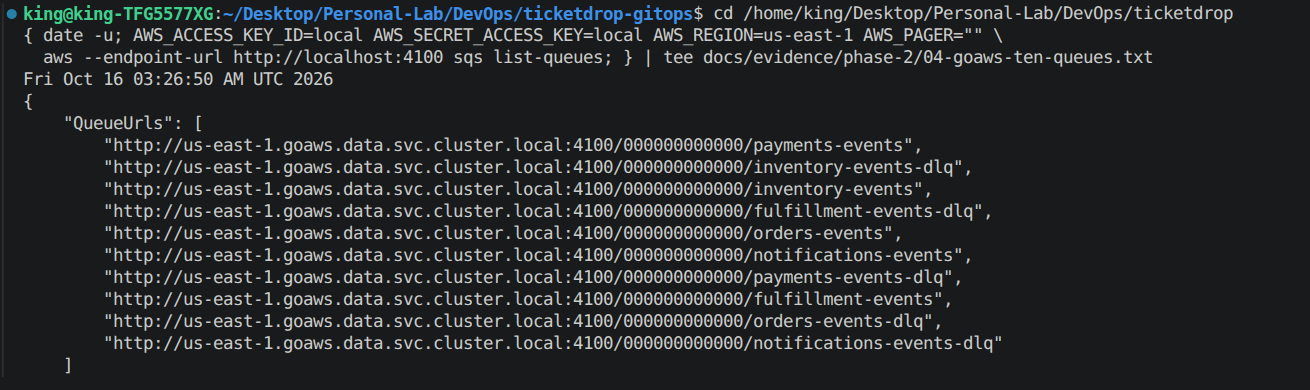 king@king-TFG5577XG:~/Desktop/Personal-Lab/DevOps/ticketdrop-gitops$ cd /home/king/Desktop/Personal-Lab/DevOps/ticketdrop
{ date -u; AWS_ACCESS_KEY_ID=local AWS_SECRET_ACCESS_KEY=local AWS_REGION=us-east-1 AWS_PAGER="" \
  aws --endpoint-url http://localhost:4100 sqs list-queues; } | tee docs/evidence/phase-2/04-goaws-ten-queues.txt
Fri Oct 16 03:26:50 AM UTC 2026
{
    "QueueUrls": [
        "http://us-east-1.goaws.data.svc.cluster.local:4100/000000000000/payments-events",
        "http://us-east-1.goaws.data.svc.cluster.local:4100/000000000000/inventory-events-dlq",
        "http://us-east-1.goaws.data.svc.cluster.local:4100/000000000000/inventory-events",
        "http://us-east-1.goaws.data.svc.cluster.local:4100/000000000000/fulfillment-events-dlq",
        "http://us-east-1.goaws.data.svc.cluster.local:4100/000000000000/orders-events",
        "http://us-east-1.goaws.data.svc.cluster.local:4100/000000000000/notifications-events",
        "http://us-east-1.goaws.data.svc.cluster.local:4100/000000000000/payments-events-dlq",
        "http://us-east-1.goaws.data.svc.cluster.local:4100/000000000000/fulfillment-events",
        "http://us-east-1.goaws.data.svc.cluster.local:4100/000000000000/orders-events-dlq",
        "http://us-east-1.goaws.data.svc.cluster.local:4100/000000000000/notifications-events-dlq"
    ]